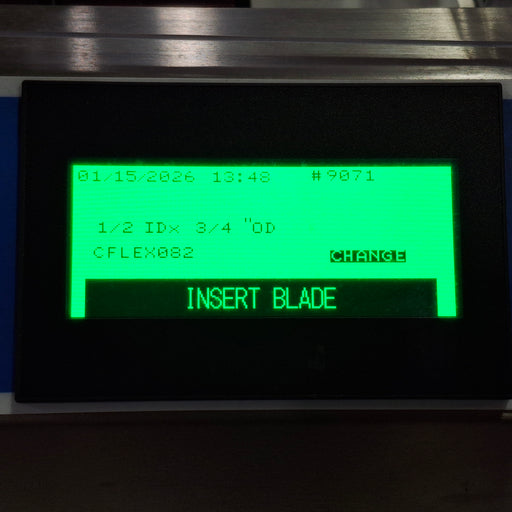 01/15/2026 13:48 #9071
1/2 IDx 3/4 "OD
CFLEX082
CHANGE
INSERT BLADE